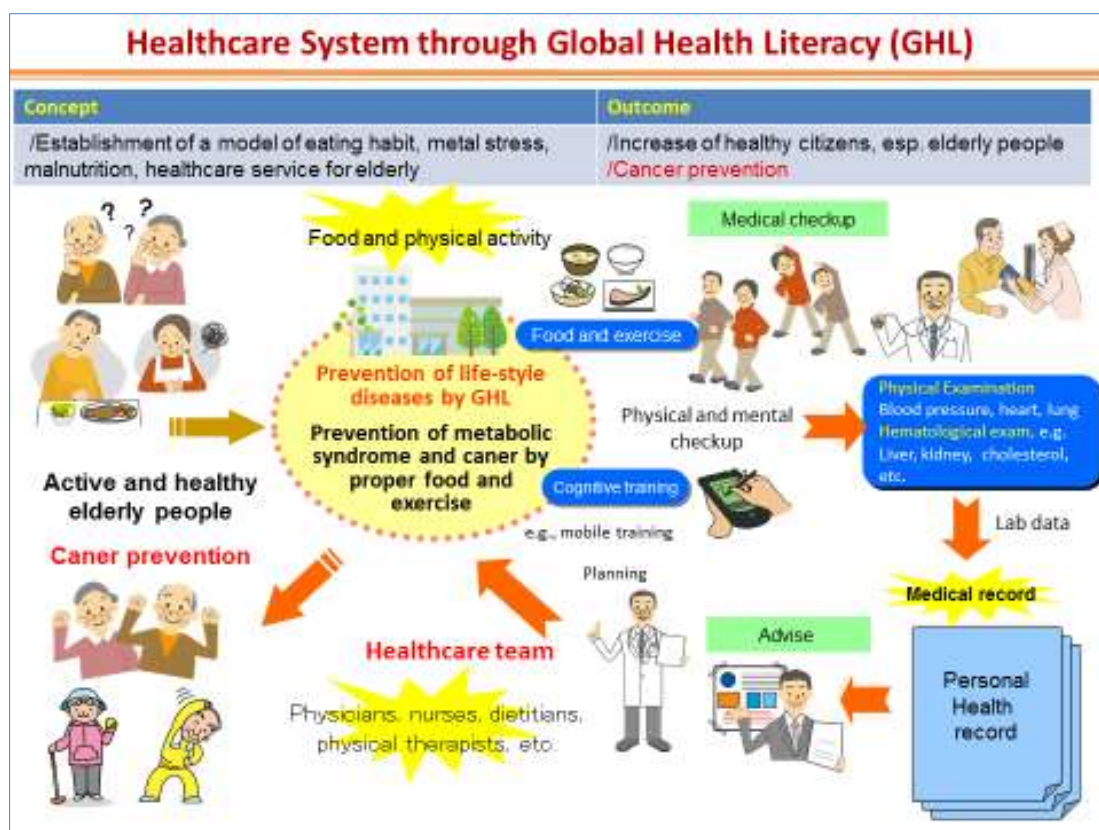 Healthcare System through Global Health Literacy (GHL)
Concept
Outcome
/Establishment of a model of eating habit, metal stress,
malnutrition, healthcare service for elderly
/Increase of healthy citizens, esp. elderly people
/Cancer prevention
? ?
?
Food and physical activity
Medical checkup
Food and exercise
Prevention of life-style
diseases by GHL
Prevention of metabolic
syndrome and caner by
proper food and
exercise
Physical and mental
checkup
Physical Examination
Blood pressure, heart, lung
Hematological exam, e.g.
Liver, kidney, cholesterol,
etc.
Cognitive training
e.g., mobile training
Active and healthy
elderly people
Caner prevention
Lab data
Planning
Medical record
Healthcare team
Advise
Physicians, nurses, dietitians,
physical therapists, etc.
Personal
Health
record